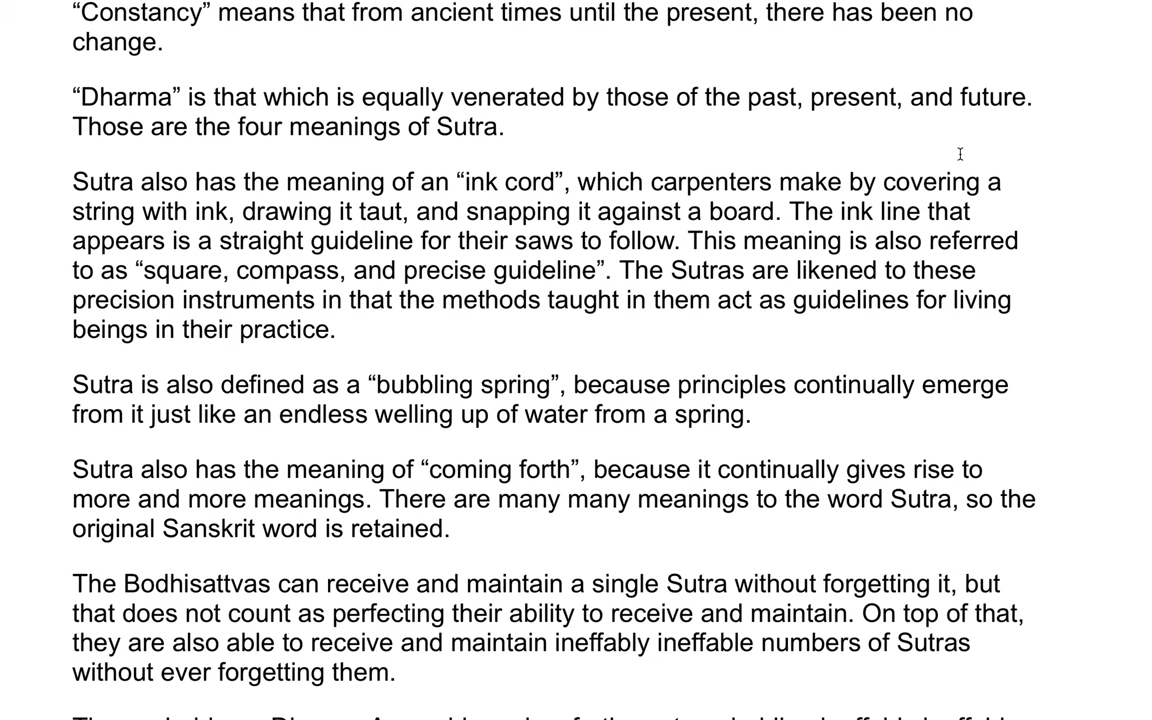 “Constancy” means that from ancient times until the present, there has been no
change.
“Dharma” is that which is equally venerated by those of the past, present, and future.
Those are the four meanings of Sutra.
Sutra also has the meaning of an “ink cord”, which carpenters make by covering a
string with ink, drawing it taut, and snapping it against a board. The ink line that
appears is a straight guideline for their saws to follow. This meaning is also referred
to as “square, compass, and precise guideline”. The Sutras are likened to these
precision instruments in that the methods taught in them act as guidelines for living
beings in their practice.
Sutra is also defined as a “bubbling spring”, because principles continually emerge
from it just like an endless welling up of water from a spring.
Sutra also has the meaning of “coming forth”, because it continually gives rise to
more and more meanings. There are many many meanings to the word Sutra, so the
original Sanskrit word is retained.
The Bodhisattvas can receive and maintain a single Sutra without forgetting it, but
that does not count as perfecting their ability to receive and maintain. On top of that,
they are also able to receive and maintain ineffably ineffable numbers of Sutras
without ever forgetting them.